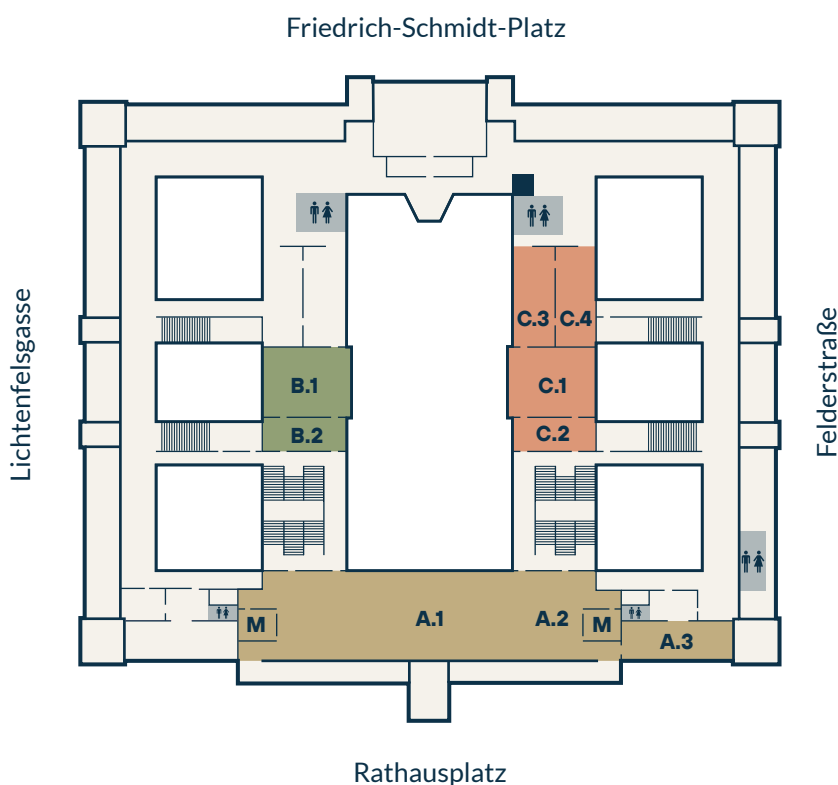 Friedrich-Schmidt-Platz
Lichtenfelsgasse
Felderstraße
C.3
C.4
B.1
C.1
B.2
C.2
M
A.1
A.2
M
A.3
Rathausplatz